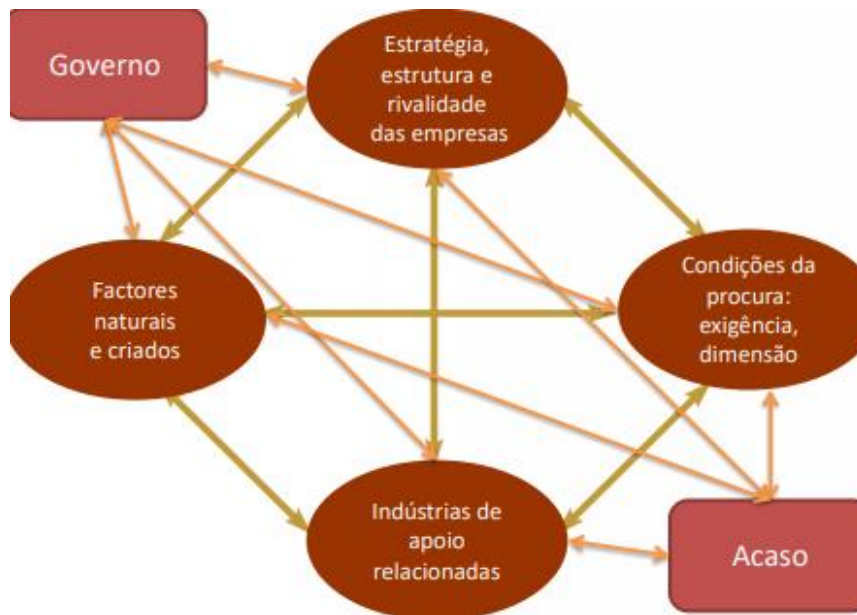 Governo
Estratégia,
estrutura e
rivalidade
das empresas
Factores
naturais
e criados
Condições da
procura:
exigência,
dimensão
Indústrias de
apoio
relacionadas
Acaso